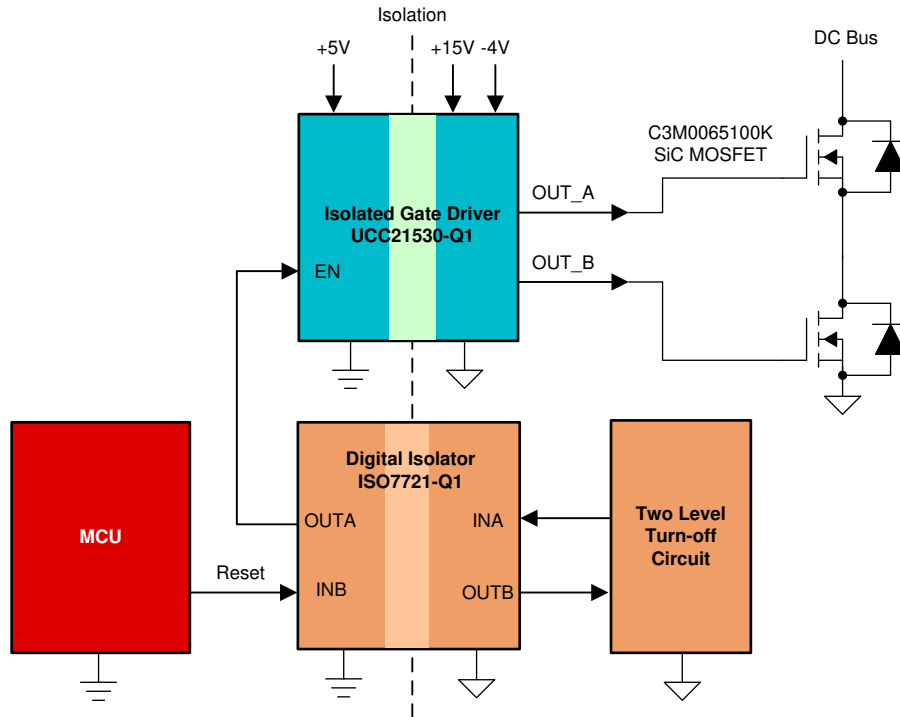 Isolation
+5V
+15V
-4V
DC Bus
C3M0065100K
SiC MOSFET
Isolated Gate Driver
UCC21530-Q1
OUT_A
OUT_B
EN
Digital Isolator
ISO7721-Q1
OUTA
INA
INB
OUTB
MCU
Reset
Two Level
Turn-off
Circuit